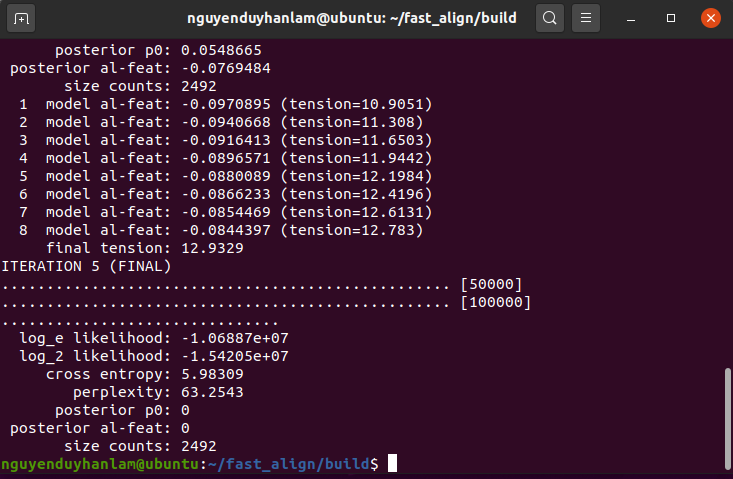 nguyenduyhanlam@ubuntu: ~/fast_align/build
posterior p0: 0.0548665
posterior al-feat: -0.0769484
size counts: 2492
1 model al-feat: -0.0970895 (tension=10.9051)
2 model al-feat: -0.0940668 (tension=11.308)
3 model al-feat: -0.0916413 (tension=11.6503)
4 model al-feat: -0.0896571 (tension=11.9442)
5 model al-feat: -0.0880089 (tension=12.1984)
6 model al-feat: -0.0866233 (tension=12.4196)
7 model al-feat: -0.0854469 (tension=12.6131)
8 model al-feat: -0.0844397 (tension=12.783)
final tension: 12.9329
ITERATION 5 (FINAL)
.................................................. [50000]
.................................................. [100000]
...............................
log_e likelihood: -1.06887e+07
log_2 likelihood: -1.54205e+07
cross entropy: 5.98309
perplexity: 63.2543
posterior p0: 0
posterior al-feat: 0
size counts: 2492
nguyenduyhanlam@ubuntu:~/fast_align/build$